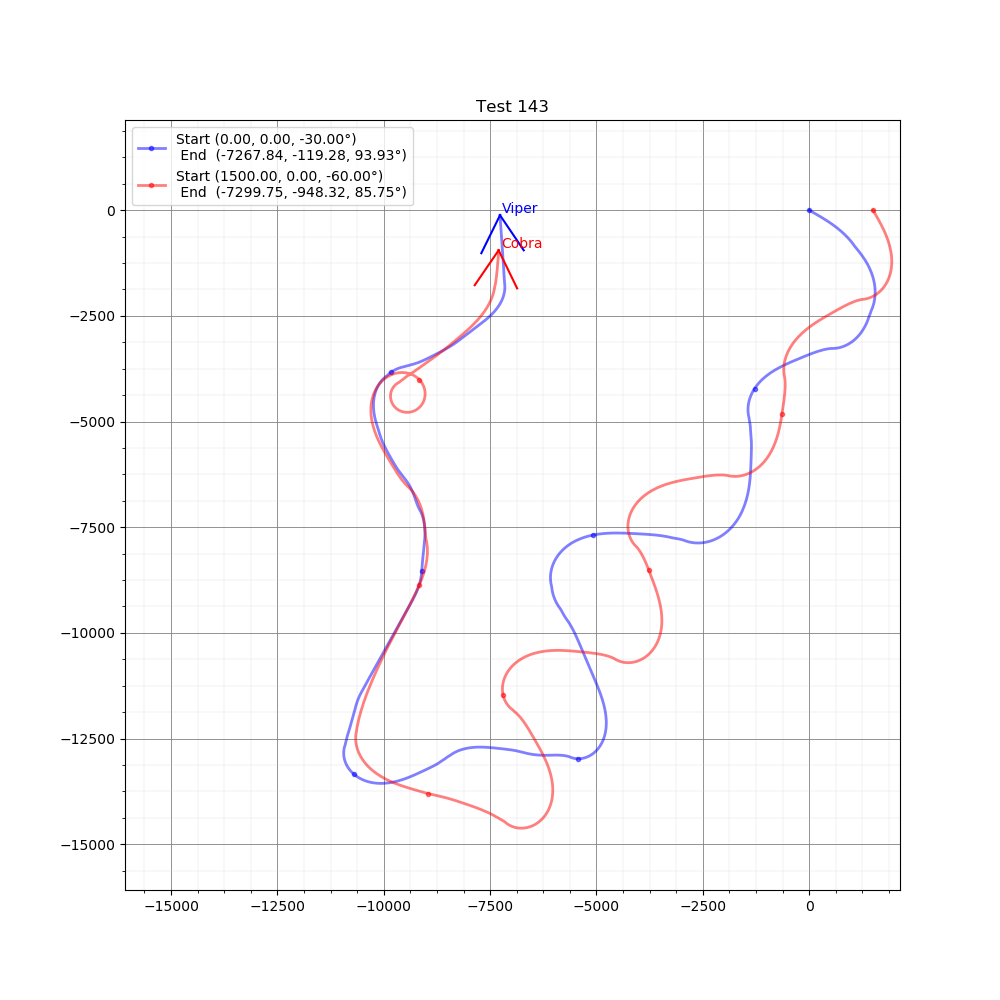 Test 143
Start (0.00, 0.00, -30.00°)
End (-7267.84, -119.28, 93.93°)
Start (1500.00, 0.00, -60.00°)
End (-7299.75, -948.32, 85.75°)
Viper
Cobra
0
−2500
−5000
−7500
−10000
−12500
−15000
−15000 −12500 −10000 −7500 −5000 −2500 0